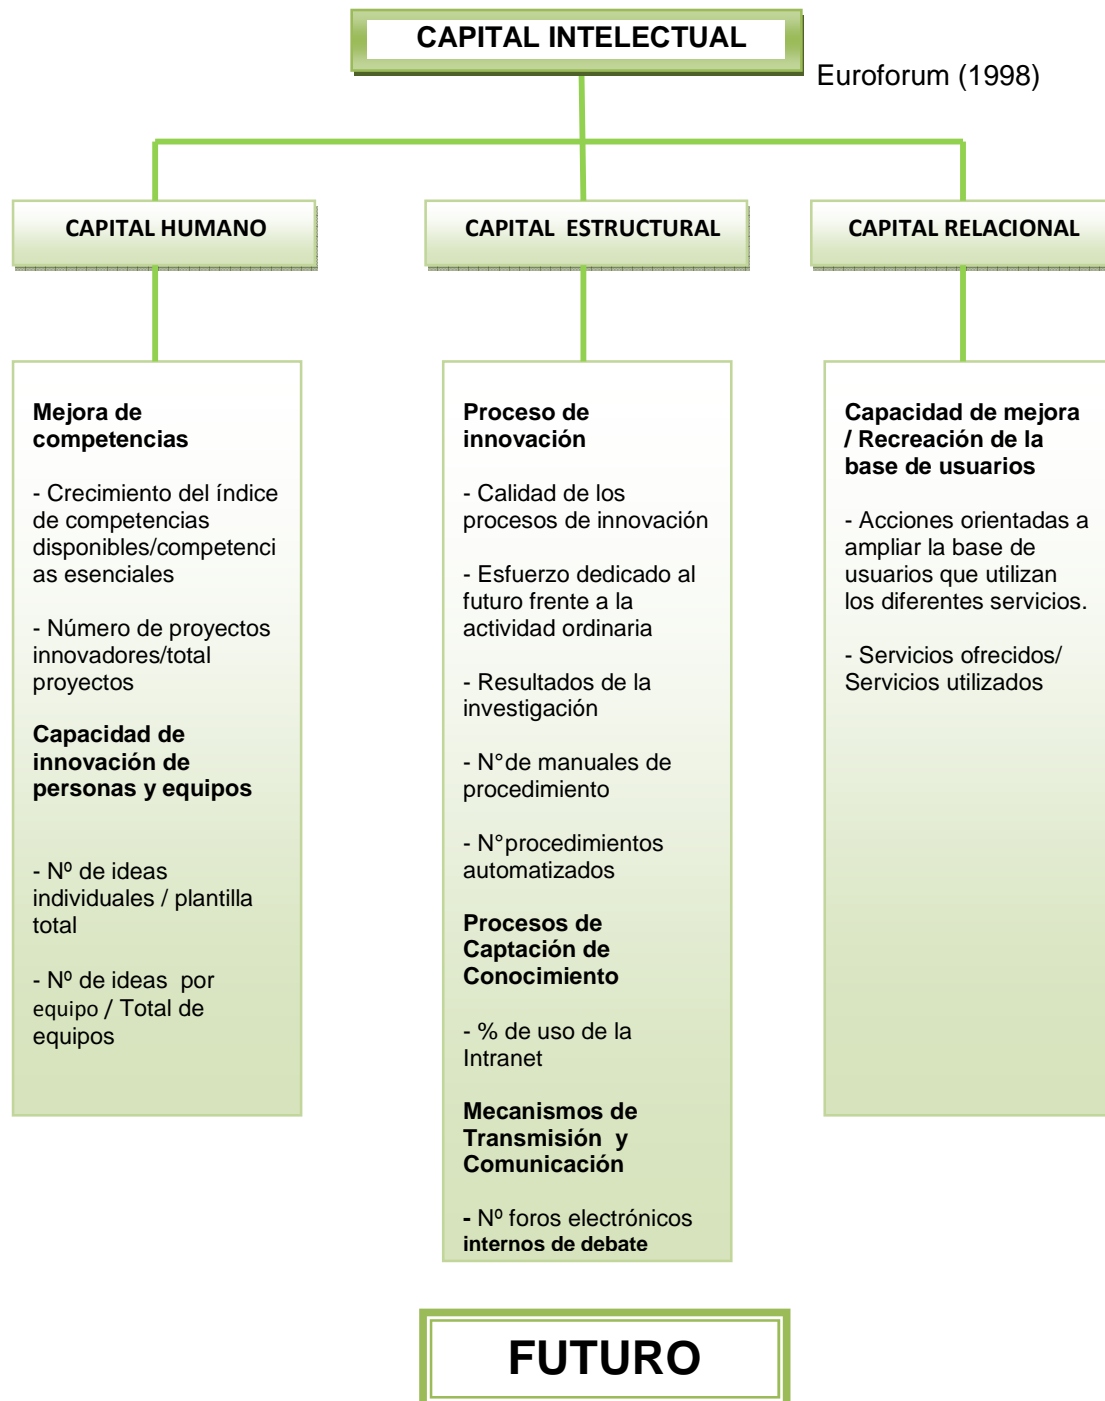 CAPITAL INTELECTUAL
Euroforum (1998)
CAPITAL HUMANO
CAPITAL ESTRUCTURAL
CAPITAL RELACIONAL
Mejora de
competencias
- Crecimiento del índice
de competencias
disponibles/competenci
as esenciales
- Número de proyectos
innovadores/total
proyectos
Capacidad de
innovación de
personas y equipos
- Nº de ideas
individuales / plantilla
total
- Nº de ideas por
equipo / Total de
equipos
Proceso de
innovación
- Calidad de los
procesos de innovación
- Esfuerzo dedicado al
futuro frente a la
actividad ordinaria
- Resultados de la
investigación
- N°de manuales de
procedimiento
- N°procedimientos
automatizados
Procesos de
Captación de
Conocimiento
- % de uso de la
Intranet
Mecanismos de
Transmisión y
Comunicación
- Nº foros electrónicos
internos de debate
Capacidad de mejora
/ Recreación de la
base de usuarios
- Acciones orientadas a
ampliar la base de
usuarios que utilizan
los diferentes servicios.
- Servicios ofrecidos/
Servicios utilizados
FUTURO